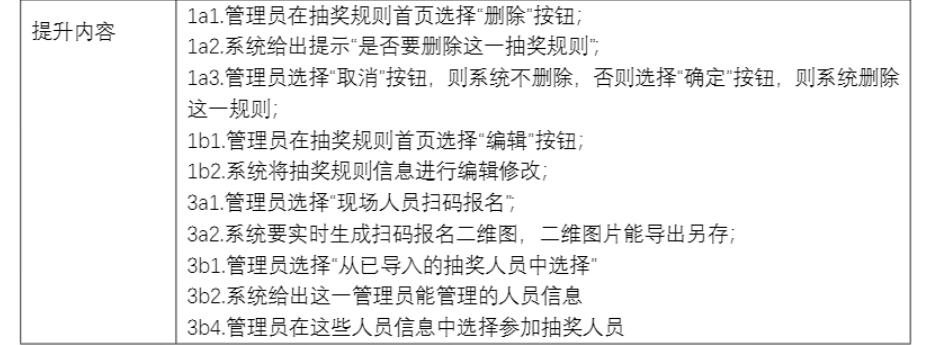 提升内容
1a1.管理员在抽奖规则首页选择“删除”按钮；
1a2.系统给出提示“是否要删除这一抽奖规则”；
1a3.管理员选择“取消”按钮，则系统不删除，否则选择“确定”按钮，则系统删除
这一规则；
1b1.管理员在抽奖规则首页选择“编辑”按钮；
1b2.系统将抽奖规则信息进行编辑修改；
3a1.管理员选择“现场人员扫码报名”；
3a2.系统要实时生成扫码报名二维图，二维图片能导出另存；
3b1.管理员选择“从已导入的抽奖人员中选择”
3b2.系统给出这一管理员能管理的人员信息
3b4.管理员在这些人员信息中选择参加抽奖人员